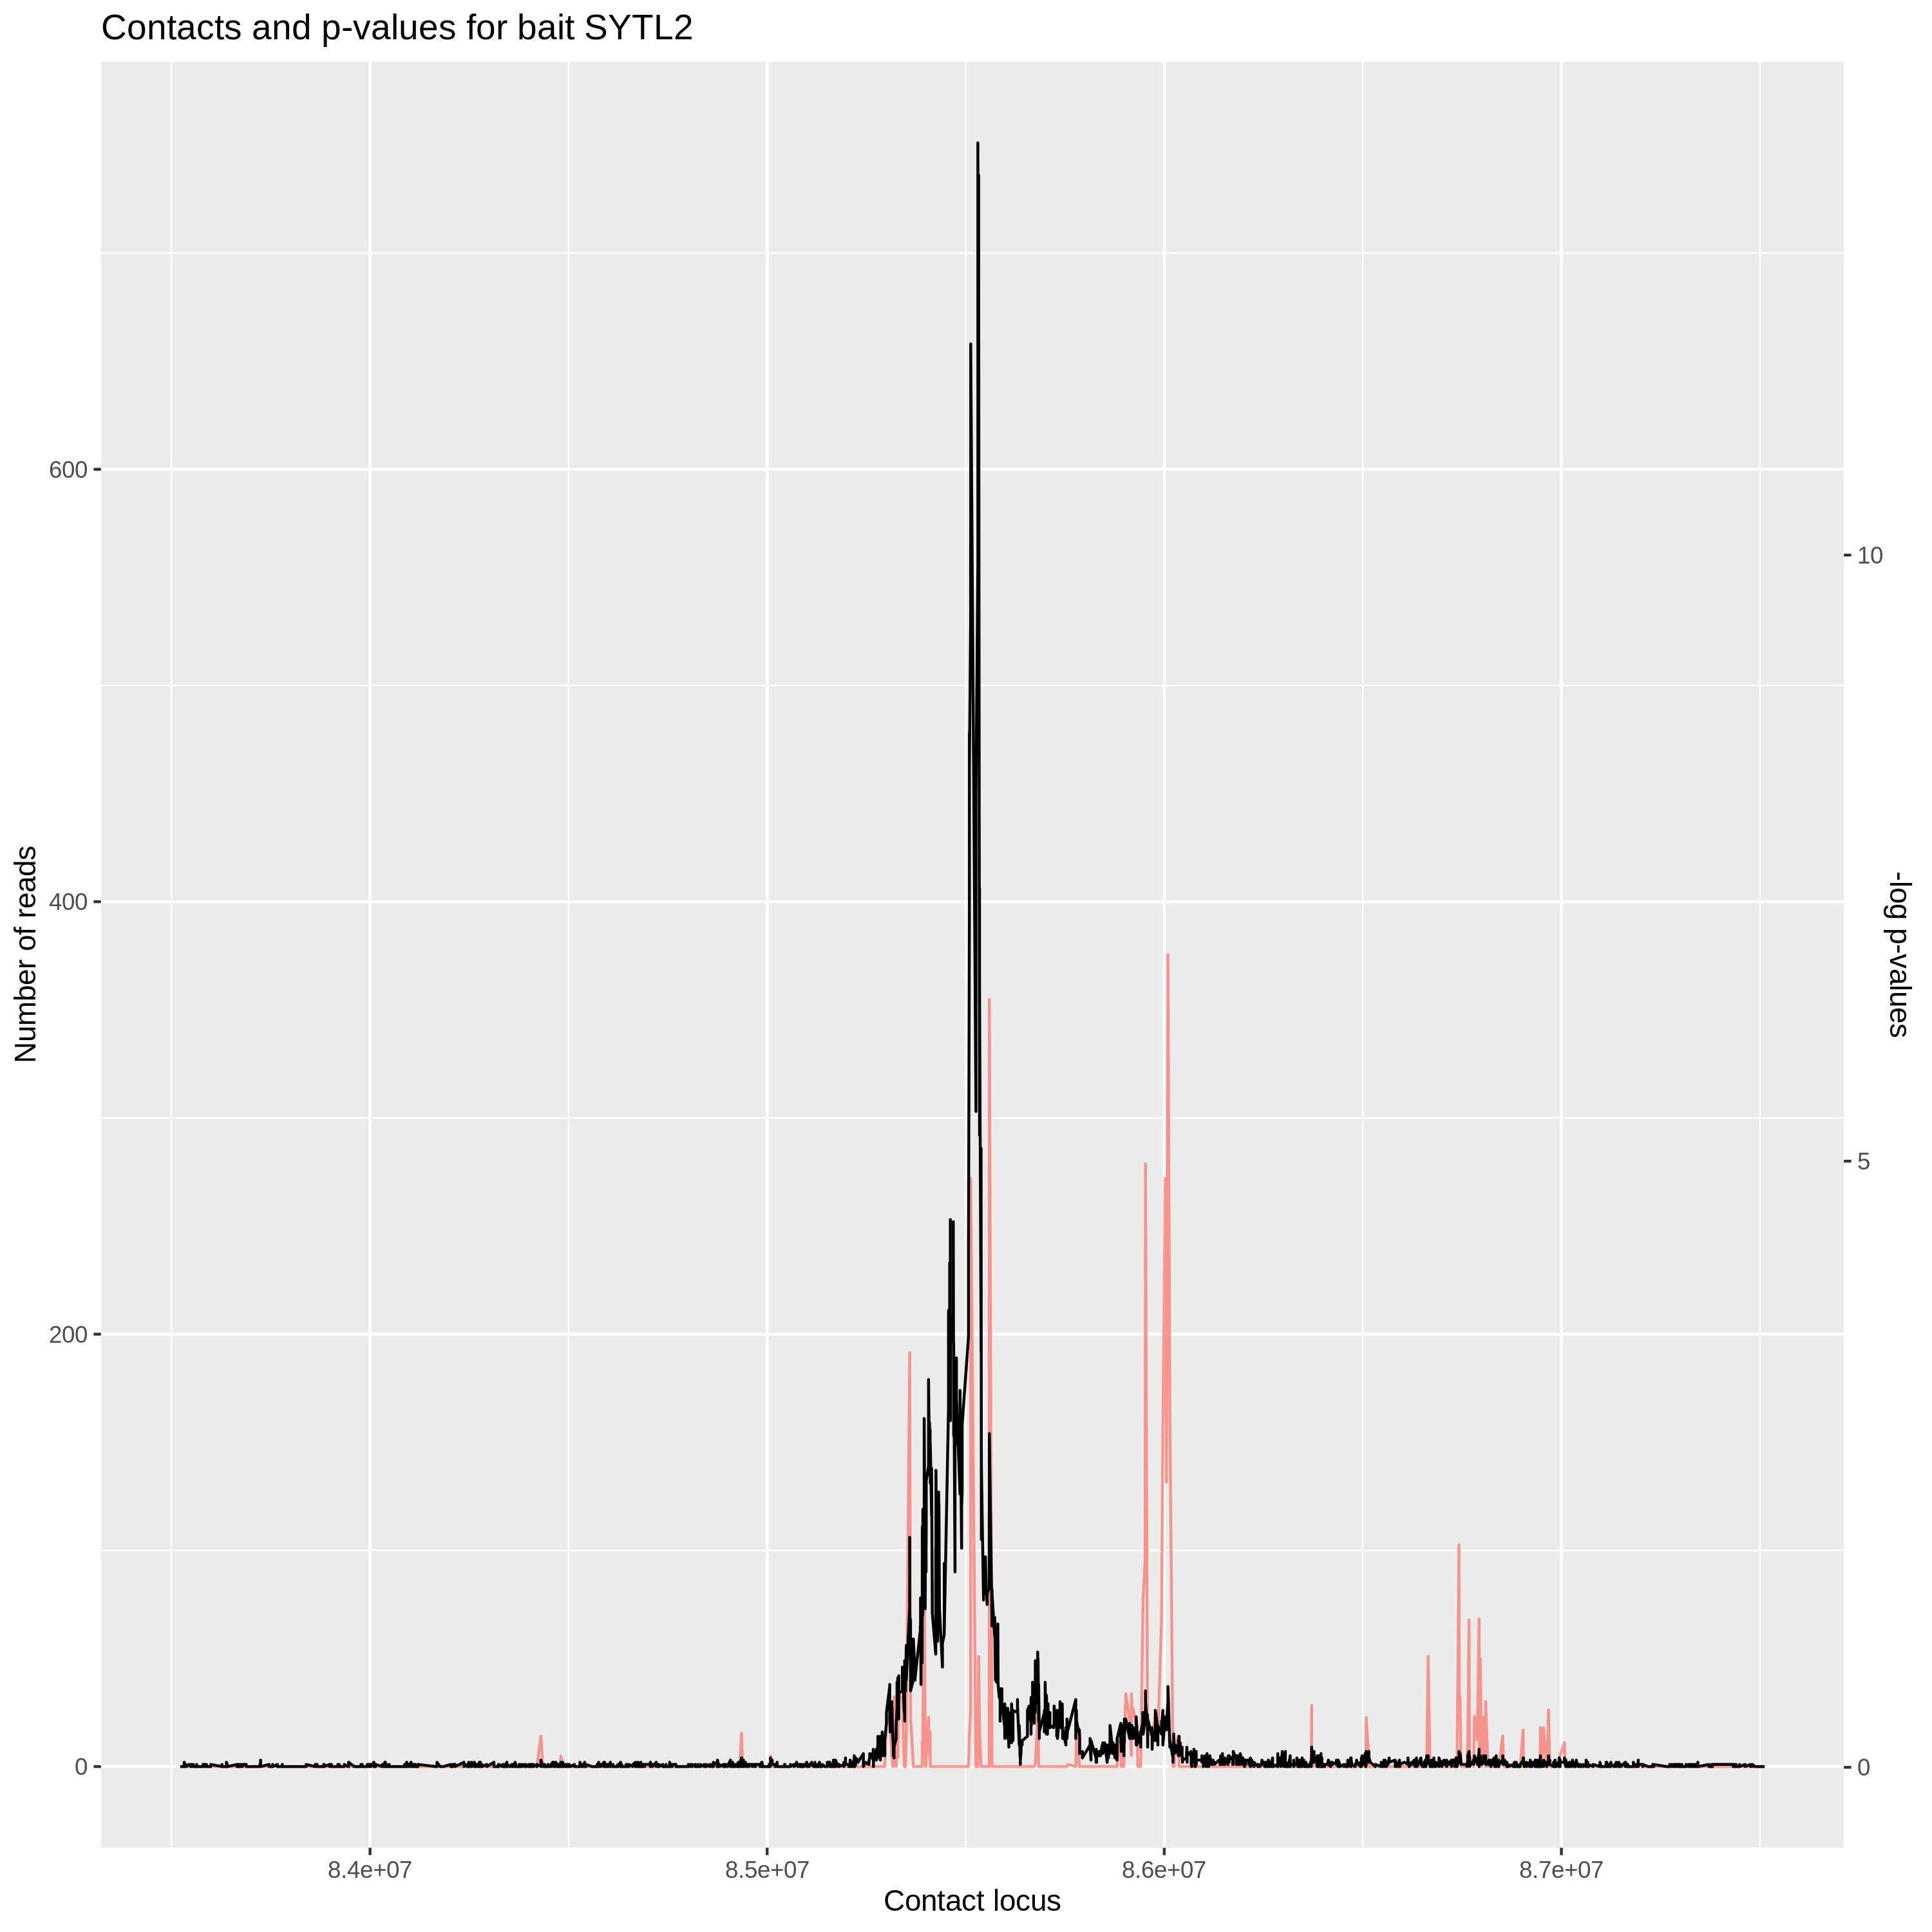 Contacts and p-values for bait SYTL2
Number of reads
600
400
200
0
10
5
0
-log p-values
8.4e+07
8.5e+07
8.6e+07
8.7e+07
Contact locus